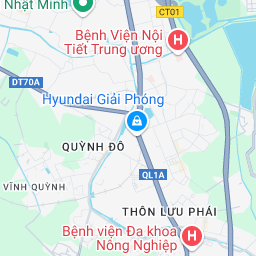 Nhật Minh
CT01
Bệnh Viện Nội
Tiết Trung ương
H
DT70A
Hyundai Giải Phóng
QUỲNH ĐÔ
QL1A
VĨNH QUỲNH
THÔN LƯU PHÁI
Bệnh viện Đa khoa
Nông Nghiệp
H